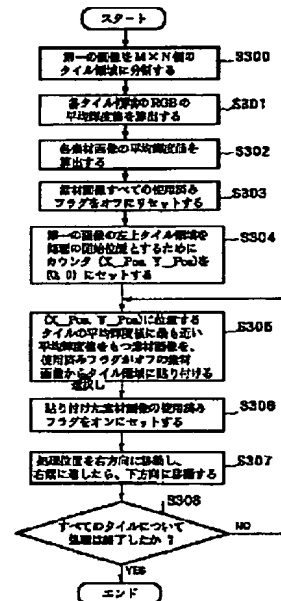 スタート
第一の画像をM×N個の
タイル領域に分割する
S300
各タイル領域のRGBの
平均輝度値を算出する
S301
各素材画像の平均輝度値を
算出する
S302
素材画像すべての使用済み
フラグをオフにリセットする
S303
第一の画像の左上タイル領域を
処理の開始位置とするために
カウンタ (X_Pos, Y_Pos)を
(0, 0) にセットする
S304
(X_Pos, Y_Pos)に位置する
タイルの平均輝度値に最も近い
平均輝度値をもつ素材画像を、
使用済みフラグがオフの素材
画像からタイル領域に貼り付ける
選択し
S305
貼り付けた素材画像の使用済み
フラグをオンにセットする
S306
処理位置を右方向に移動し、
右端に達したら、下方向に移動する
S307
S308
すべてのタイルについて
処理は終了したか?
NO
YES
エンド